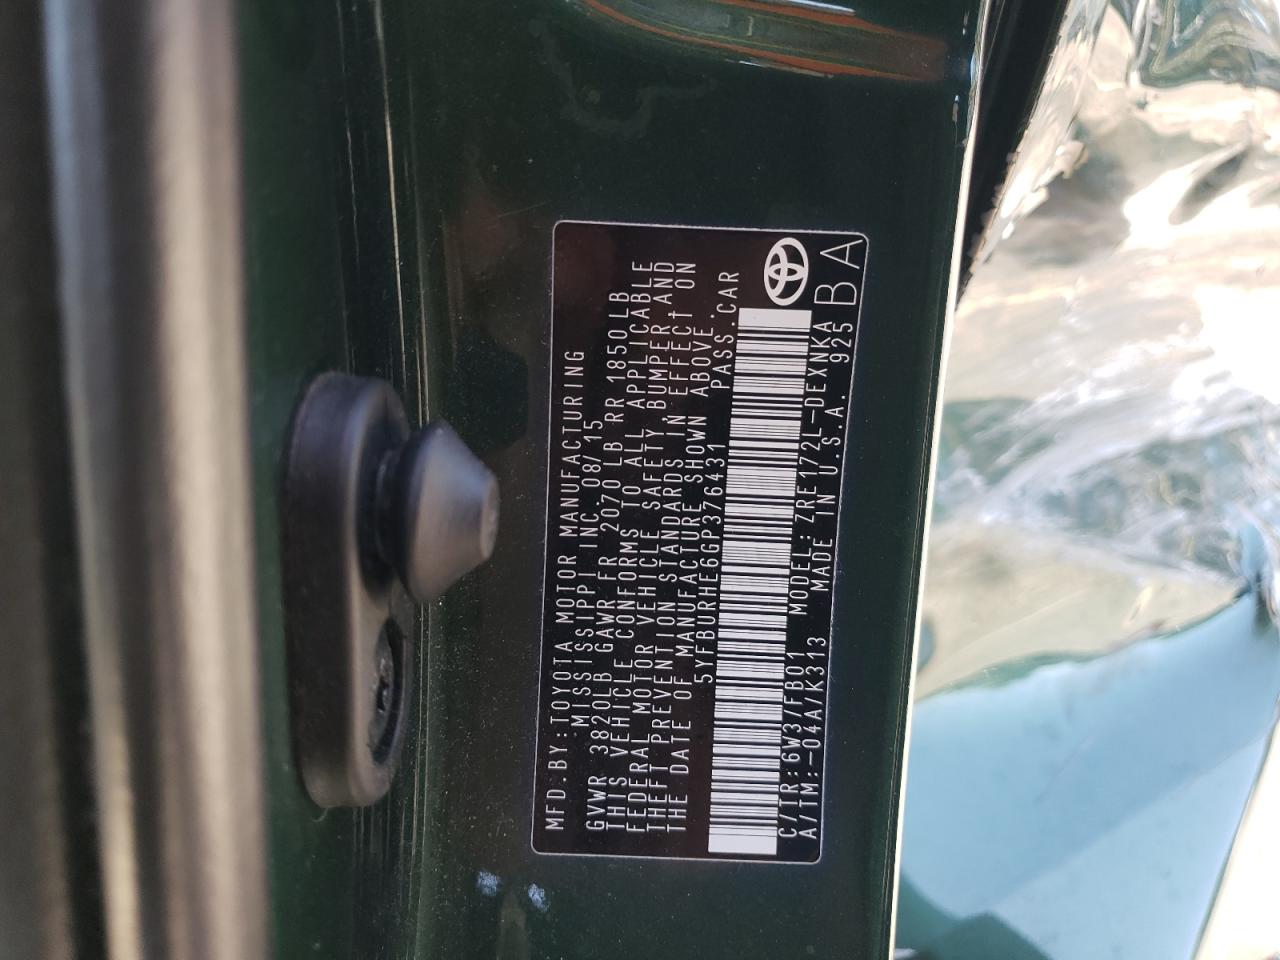 MFD.BY:TOYOTA MOTOR MANUFACTURING
MISSISSIPPI INC.08/15
GVWR 3820LB GAWR FR 2070 LB RR 1850 LB
THIS VEHICLE CONFORMS TO ALL APPLICABLE
FEDERAL MOTOR VEHICLE SAFETY, BUMPER, AND
THEFT PREVENTION STANDARDS IN EFFECT ON
THE DATE OF MANUFACTURE SHOWN ABOVE.
5YFBURHE6GP376431 PASS.CAR
C/TR:6W3/FB01 MODEL:ZRE172L-DEXNKA
A/TM:-04A/K313 MADE IN U.S.A. 925 BA